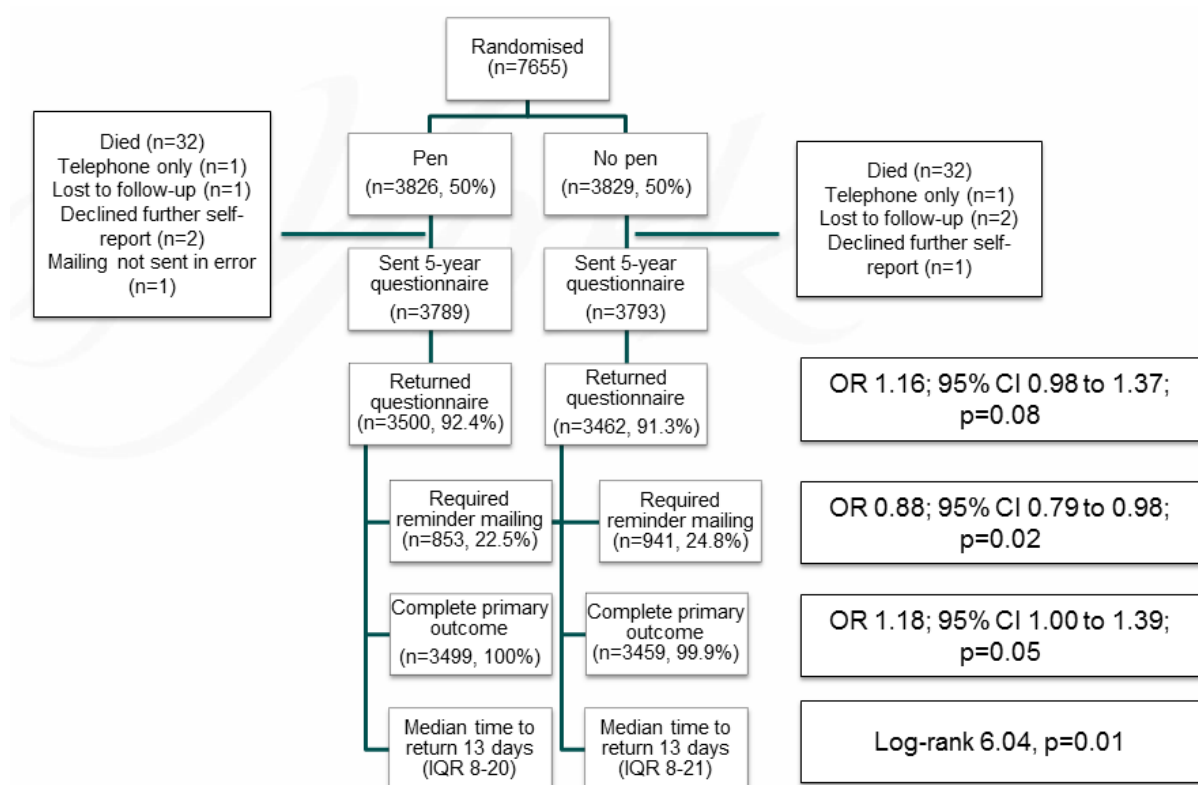 Randomised
(n=7655)
Died (n=32)
Telephone only (n=1)
Lost to follow-up (n=1)
Declined further self-
report (n=2)
Mailing not sent in error
(n=1)
Pen
(n=3826, 50%)
No pen
(n=3829, 50%)
Died (n=32)
Telephone only (n=1)
Lost to follow-up (n=2)
Declined further self-
report (n=1)
Sent 5-year
questionnaire
(n=3789)
Sent 5-year
questionnaire
(n=3793)
Returned
questionnaire
(n=3500, 92.4%)
Returned
questionnaire
(n=3462, 91.3%)
OR 1.16; 95% CI 0.98 to 1.37;
p=0.08
Required
reminder mailing
(n=853, 22.5%)
Required
reminder mailing
(n=941, 24.8%)
OR 0.88; 95% CI 0.79 to 0.98;
p=0.02
Complete primary
outcome
(n=3499, 100%)
Complete primary
outcome
(n=3459, 99.9%)
OR 1.18; 95% CI 1.00 to 1.39;
p=0.05
Median time to
return 13 days
(IQR 8-20)
Median time to
return 13 days
(IQR 8-21)
Log-rank 6.04, p=0.01